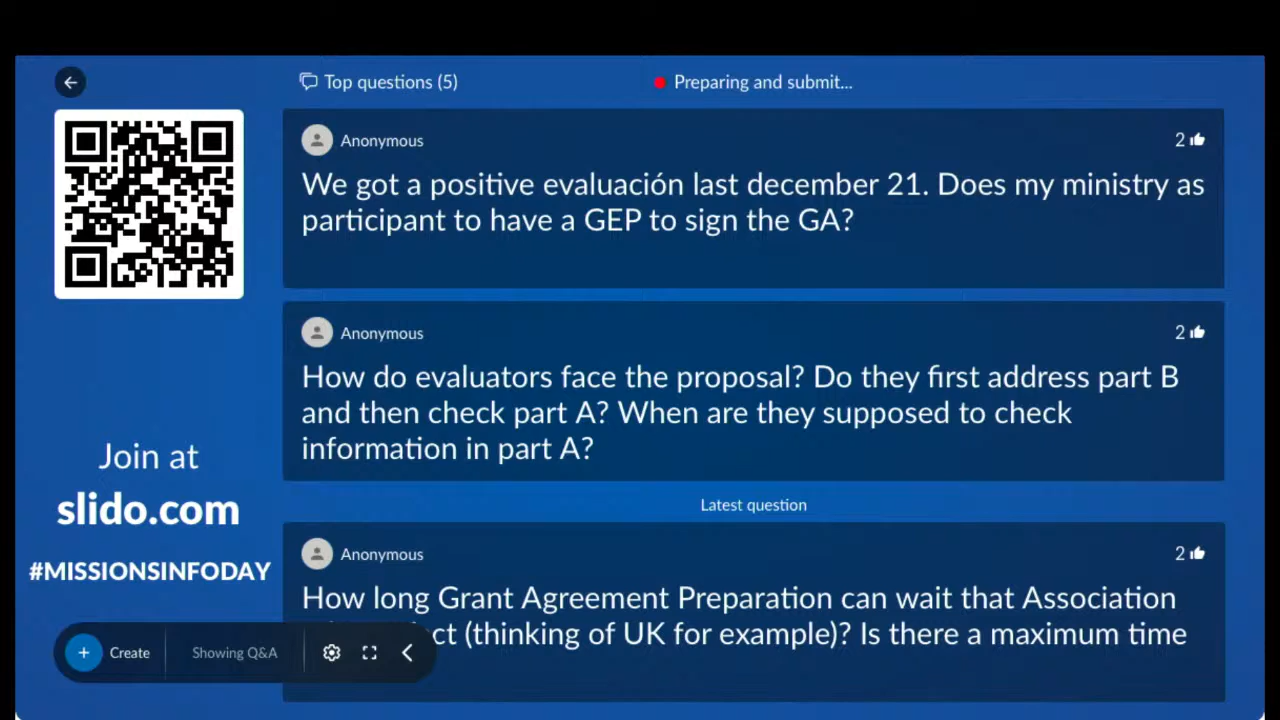 Top questions (5)
Preparing and submit...
Anonymous
2
We got a positive evaluación last december 21. Does my ministry as
participant to have a GEP to sign the GA?
Anonymous
2
How do evaluators face the proposal? Do they first address part B
and then check part A? When are they supposed to check
information in part A?
Join at
slido.com
#MISSIONSINFODAY
Latest question
Anonymous
2
How long Grant Agreement Preparation can wait that Association
(thinking of UK for example)? Is there a maximum time
Create
Showing Q&A